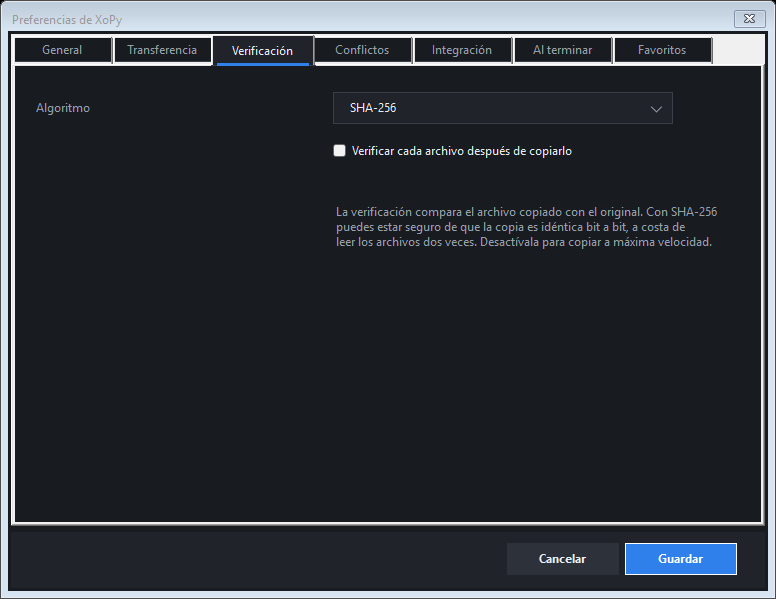 Preferencias de XoPy
General
Transferencia
Verificación
Conflictos
Integración
Al terminar
Favoritos
Algoritmo
SHA-256
Verificar cada archivo después de copiarlo
La verificación compara el archivo copiado con el original. Con SHA-256
puedes estar seguro de que la copia es idéntica bit a bit, a costa de
leer los archivos dos veces. Desactívala para copiar a máxima velocidad.
Cancelar
Guardar